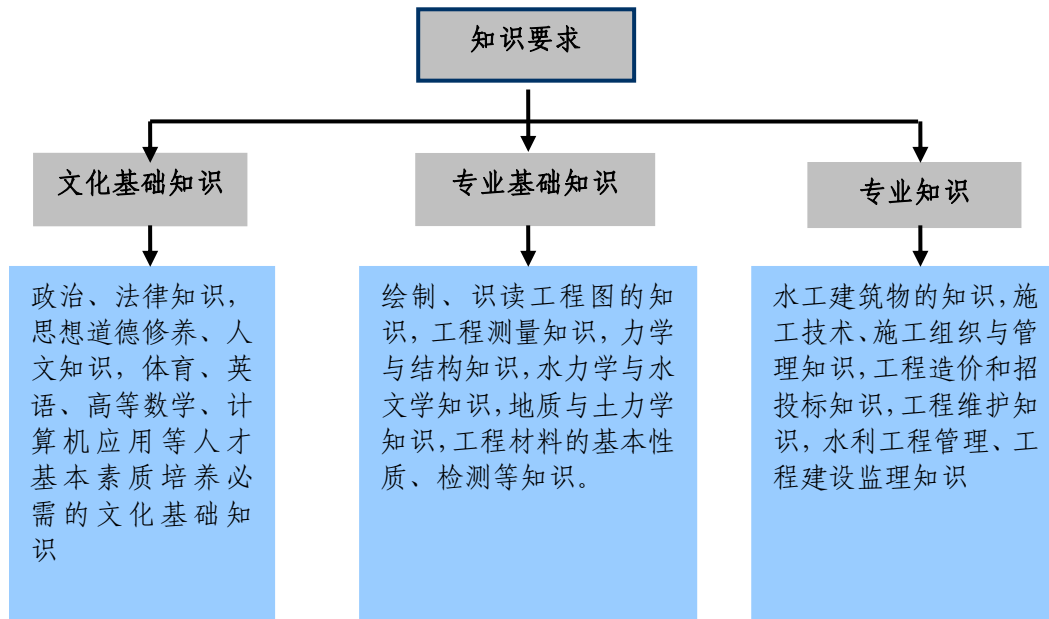 知识要求
文化基础知识
专业基础知识
专业知识
政治、法律知识，
思想道德修养、人
文知识，体育、英
语、高等数学、计
算机应用等人才
基本素质培养必
需的文化基础知
识
绘制、识读工程图的知
识，工程测量知识，力学
与结构知识，水力学与水
文学知识，地质与土力学
知识，工程材料的基本性
质、检测等知识。
水工建筑物的知识，施
工技术、施工组织与管
理知识，工程造价和招
投标知识，工程维护知
识，水利工程管理、工
程建设监理知识